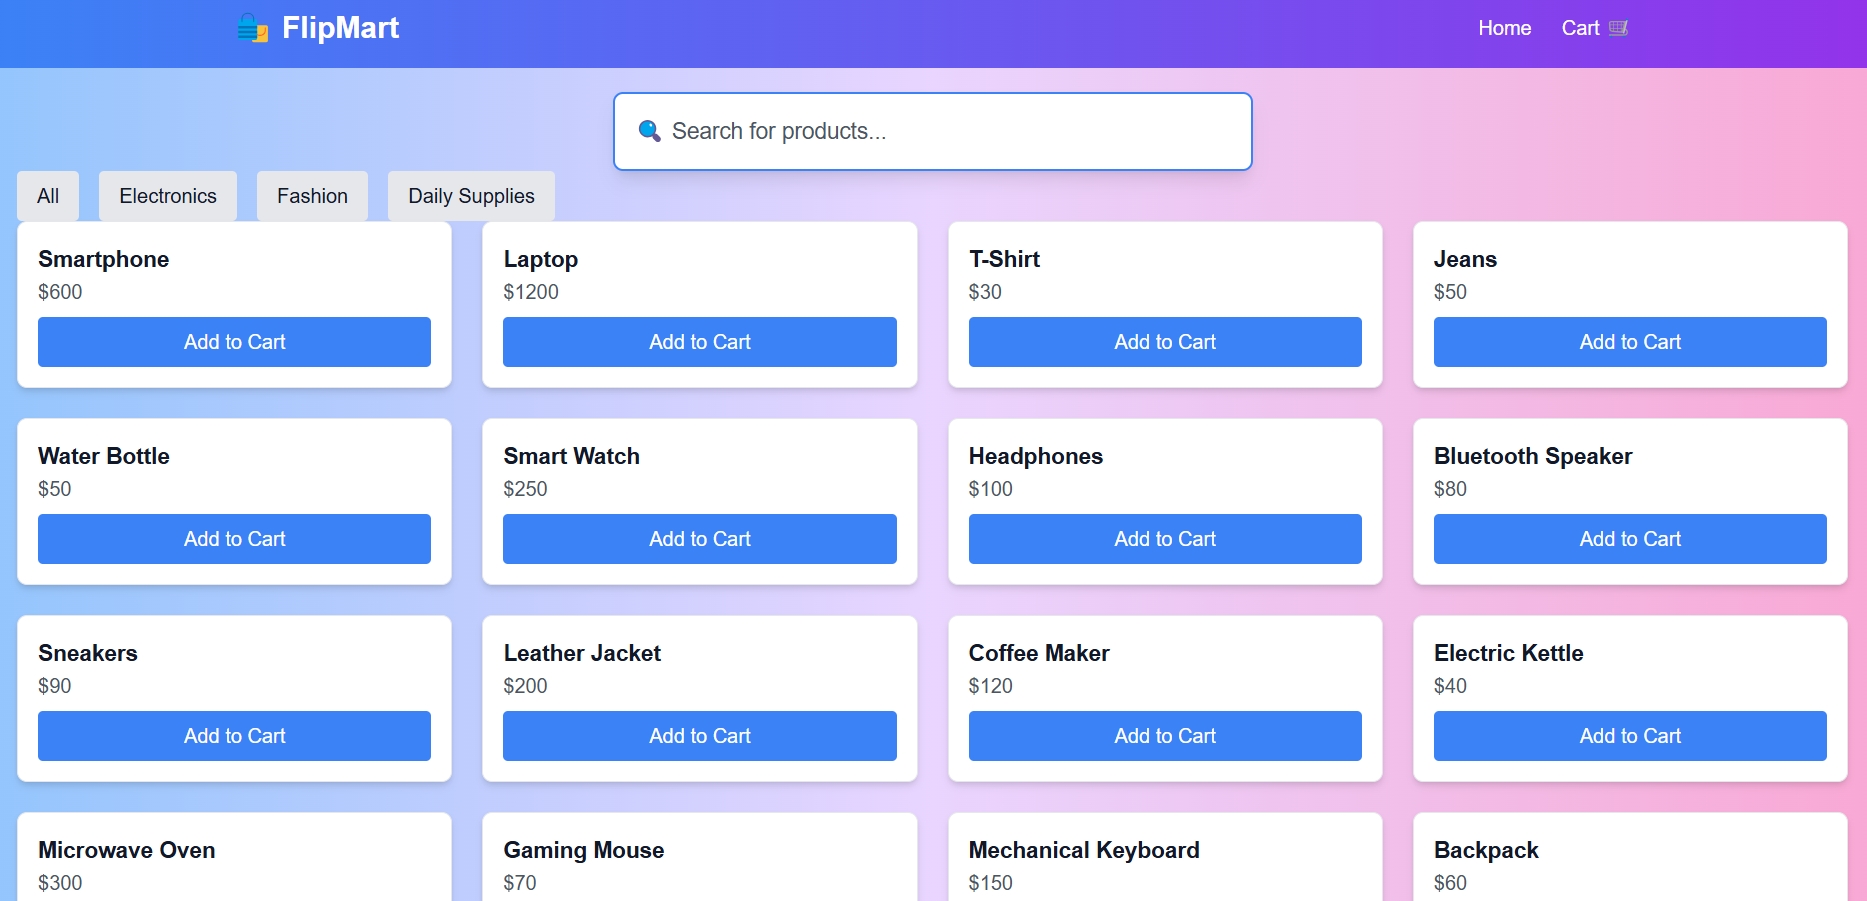 FlipMart
Home
Cart
Search for products...
All
Electronics
Fashion
Daily Supplies
Smartphone
$600
Add to Cart
Laptop
$1200
Add to Cart
T-Shirt
$30
Add to Cart
Jeans
$50
Add to Cart
Water Bottle
$50
Add to Cart
Smart Watch
$250
Add to Cart
Headphones
$100
Add to Cart
Bluetooth Speaker
$80
Add to Cart
Sneakers
$90
Add to Cart
Leather Jacket
$200
Add to Cart
Coffee Maker
$120
Add to Cart
Electric Kettle
$40
Add to Cart
Microwave Oven
$300
Gaming Mouse
$70
Mechanical Keyboard
$150
Backpack
$60